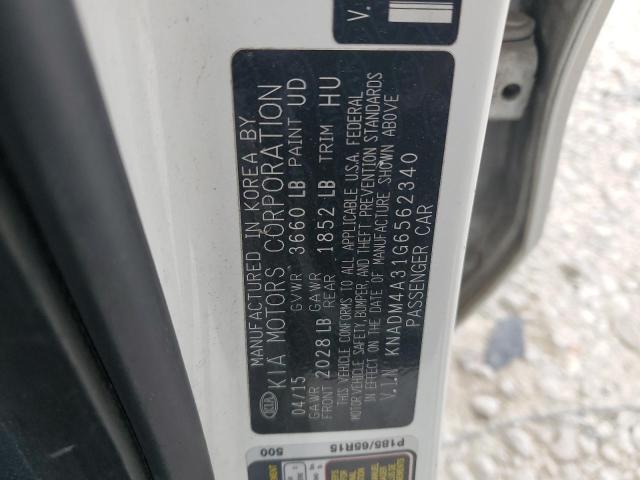 MANUFACTURED IN KOREA BY
KIA KIA MOTORS CORPORATION
04/15 GVWR 3660 LB PAINT UD
GAWR FRONT 2028 LB GAWR REAR 1852 LB TRIM HU
THIS VEHICLE CONFORMS TO ALL APPLICABLE U.S.A. FEDERAL
MOTOR VEHICLE SAFETY, BUMPER, AND THEFT PREVENTION STANDARDS
IN EFFECT ON THE DATE OF MANUFACTURE SHOWN ABOVE
V.I.N KNADM4A31G6562340
PASSENGER CAR
V.
500 P185/65R15